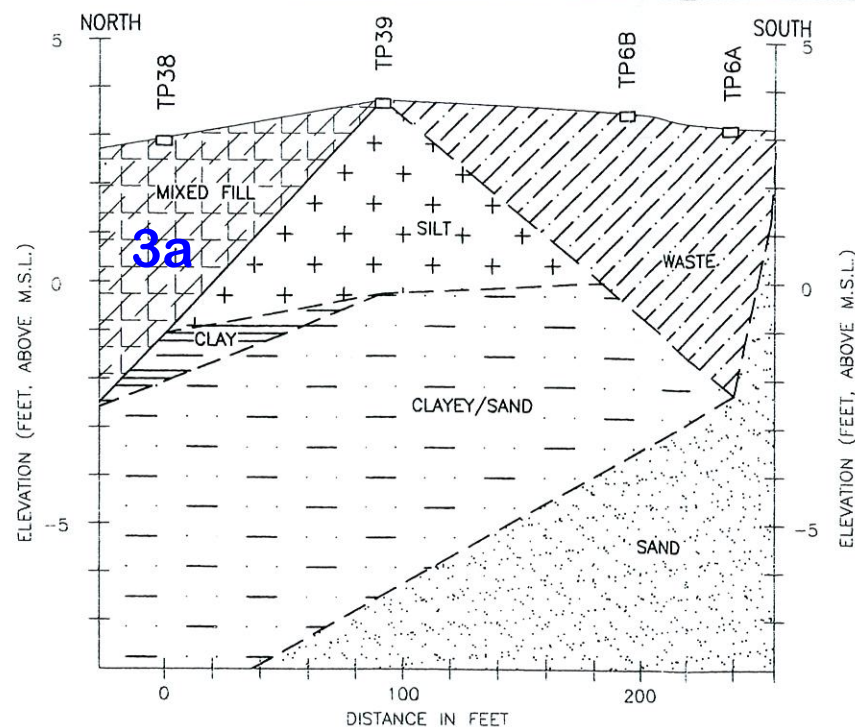 NORTH
SOUTH
TP38
TP39
TP6B
TP6A
5
5
MIXED FILL
3a
SILT
WASTE
0
0
CLAY
CLAYEY/SAND
-5
-5
SAND
ELEVATION (FEET, ABOVE M.S.L.)
ELEVATION (FEET, ABOVE M.S.L.)
0
100
200
DISTANCE IN FEET